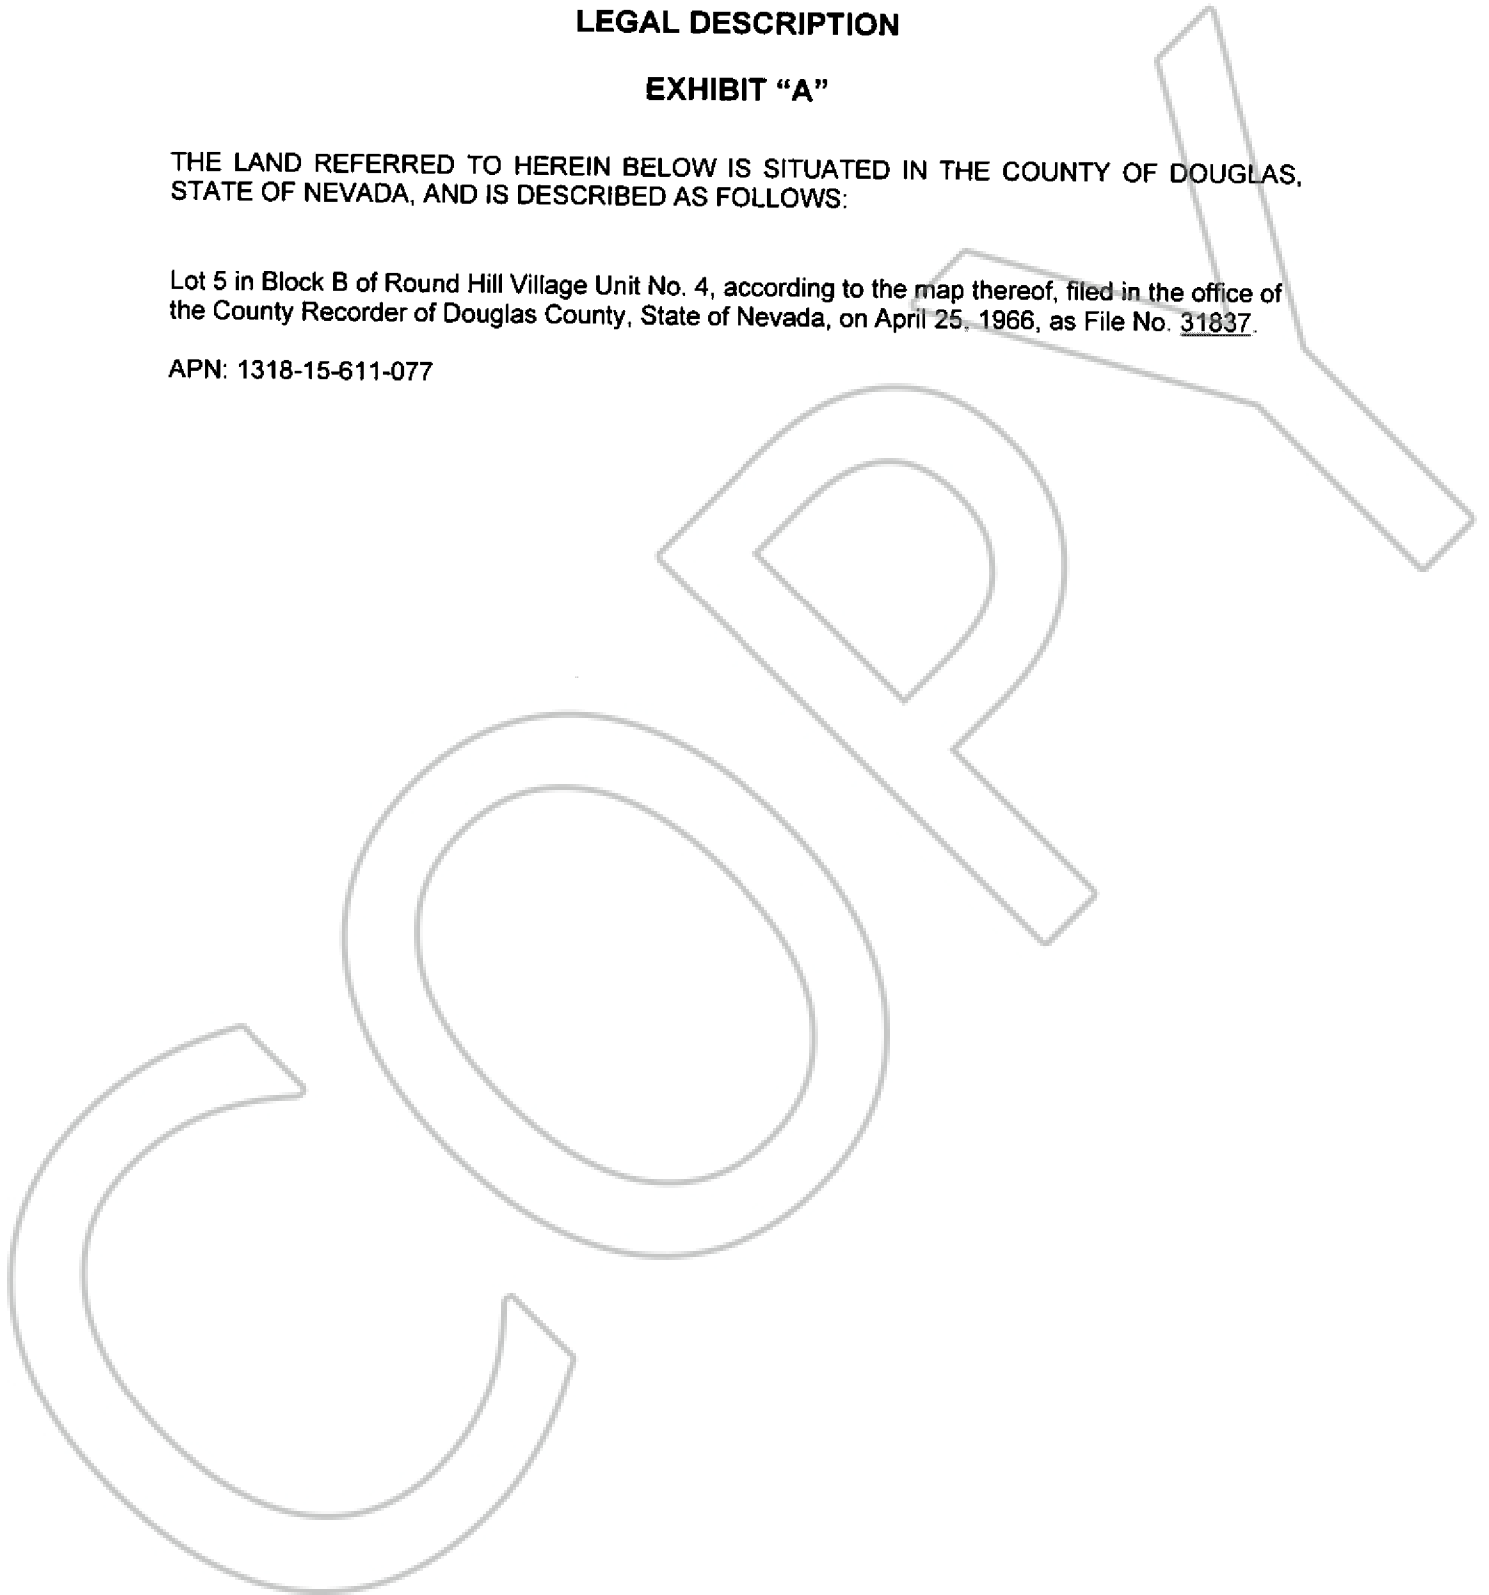 LEGAL DESCRIPTION
EXHIBIT “A”
THE LAND REFERRED TO HEREIN BELOW IS SITUATED IN THE COUNTY OF DOUGLAS,
STATE OF NEVADA, AND IS DESCRIBED AS FOLLOWS:
Lot 5 in Block B of Round Hill Village Unit No. 4, according to the map thereof, filed in the office of
the County Recorder of Douglas County, State of Nevada, on April 25, 1966, as File No. 31837.
APN: 1318-15-611-077
COPY